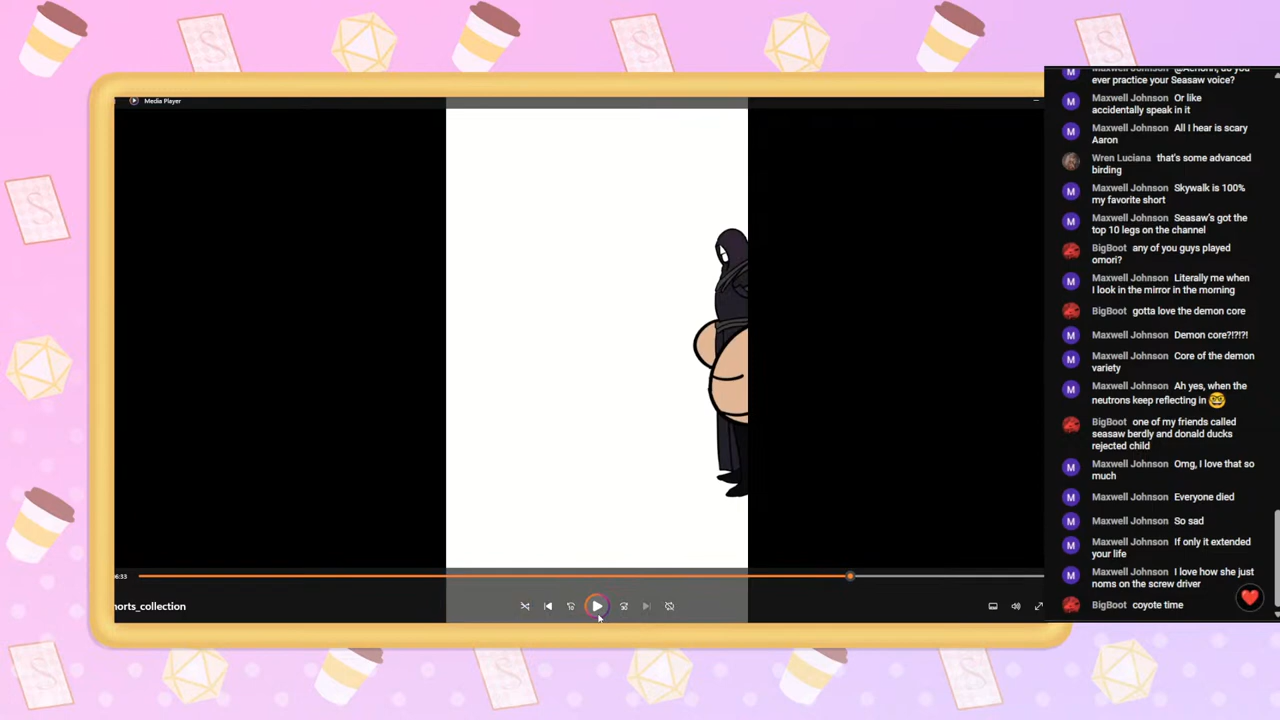 Media Player
6:33
horts_collection
Maxwell Johnson
ever practice your Seasaw voice?
Maxwell Johnson Or like
accidentally speak in it
Maxwell Johnson All I hear is scary
Aaron
Wren Luciana that's some advanced
birding
Maxwell Johnson Skywalk is 100%
my favorite short
Maxwell Johnson Seasaw's got the
top 10 legs on the channel
BigBoot any of you guys played
omori?
Maxwell Johnson Literally me when
I look in the mirror in the morning
BigBoot gotta love the demon core
Maxwell Johnson Demon core?!?!?!
Maxwell Johnson Core of the demon
variety
Maxwell Johnson Ah yes, when the
neutrons keep reflecting in 🤓
BigBoot one of my friends called
seasaw berdly and donald ducks
rejected child
Maxwell Johnson Omg, I love that so
much
Maxwell Johnson Everyone died
Maxwell Johnson So sad
Maxwell Johnson If only it extended
your life
Maxwell Johnson I love how she just
noms on the screw driver
BigBoot coyote time